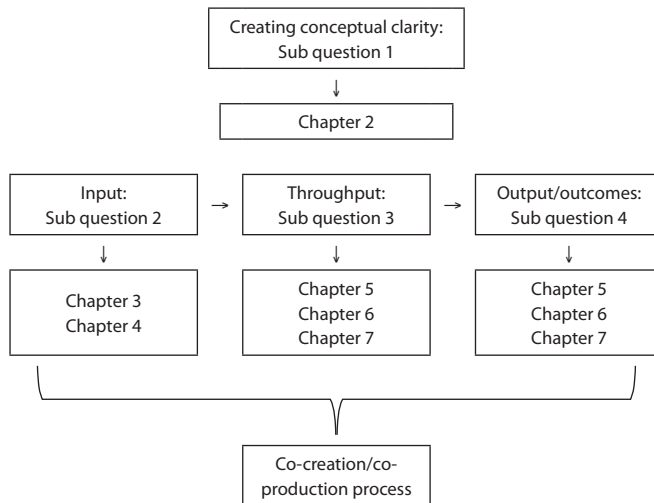 Creating conceptual clarity:
Sub question 1
↓
Chapter 2
Input:
Sub question 2
→
Throughput:
Sub question 3
→
Output/outcomes:
Sub question 4
↓
↓
↓
Chapter 3
Chapter 4
Chapter 5
Chapter 6
Chapter 7
Chapter 5
Chapter 6
Chapter 7
Co-creation/co-
production process